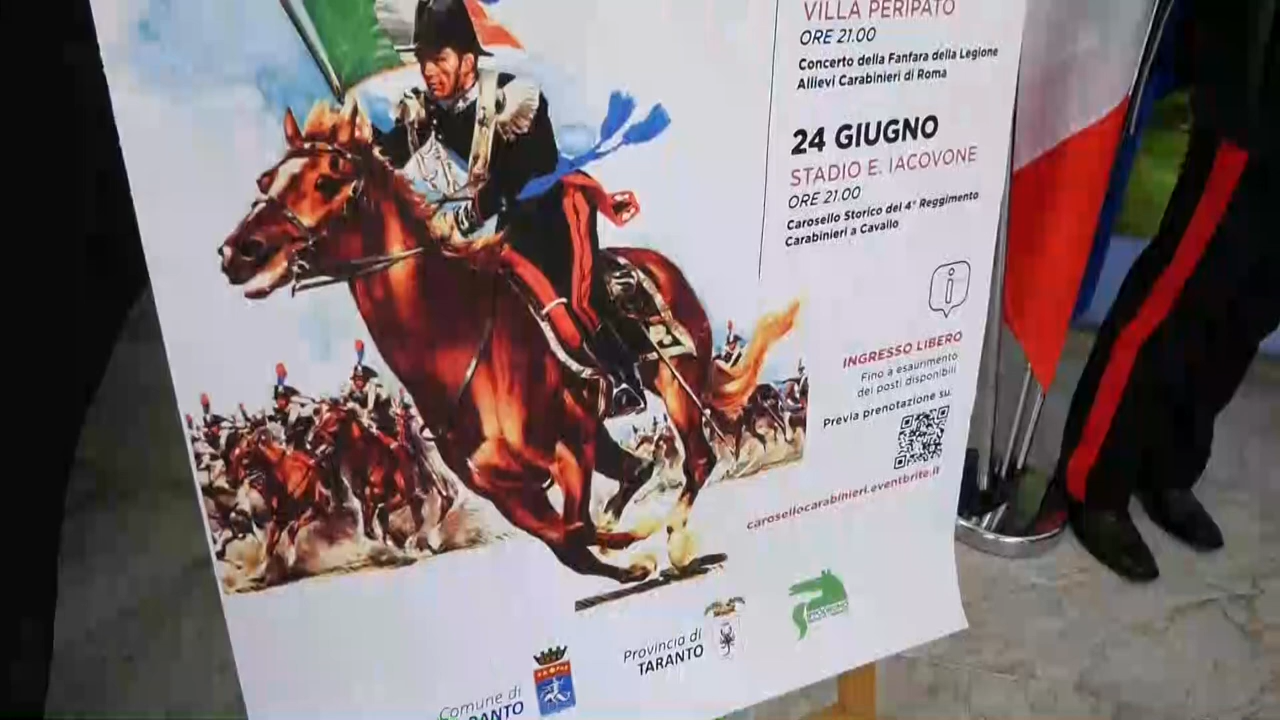 VILLA PERIPATO
ORE 21.00
Concerto della Fanfara della Legione
Allievi Carabinieri di Roma
24 GIUGNO
STADIO E. IACOVONE
ORE 21.00
Carosello Storico del 4° Reggimento
Carabinieri a Cavallo
i
INGRESSO LIBERO
Fino a esaurimento
dei posti disponibili
Previa prenotazione su:
carosellocarabinieri.eventbrite.it
Provincia di
TARANTO
Comune di